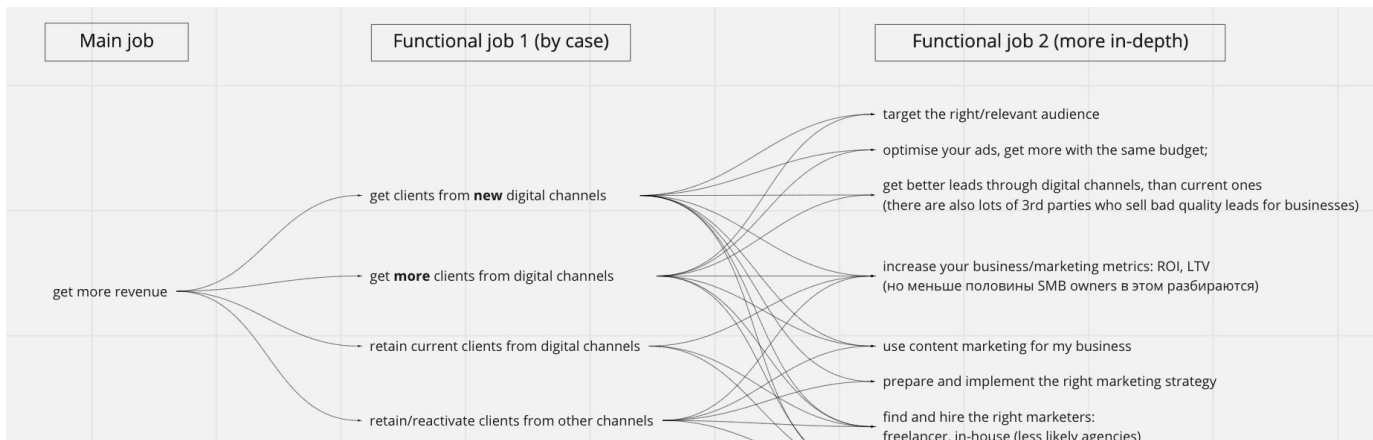 Main job
Functional job 1 (by case)
Functional job 2 (more in-depth)
get more revenue
get clients from new digital channels
get more clients from digital channels
retain current clients from digital channels
retain/reactivate clients from other channels
target the right/relevant audience
optimise your ads, get more with the same budget;
get better leads through digital channels, than current ones
(there are also lots of 3rd parties who sell bad quality leads for businesses)
increase your business/marketing metrics: ROI, LTV
(но меньше половины SMB owners в этом разбираются)
use content marketing for my business
prepare and implement the right marketing strategy
find and hire the right marketers:
freelancer, in-house (less likely agencies)